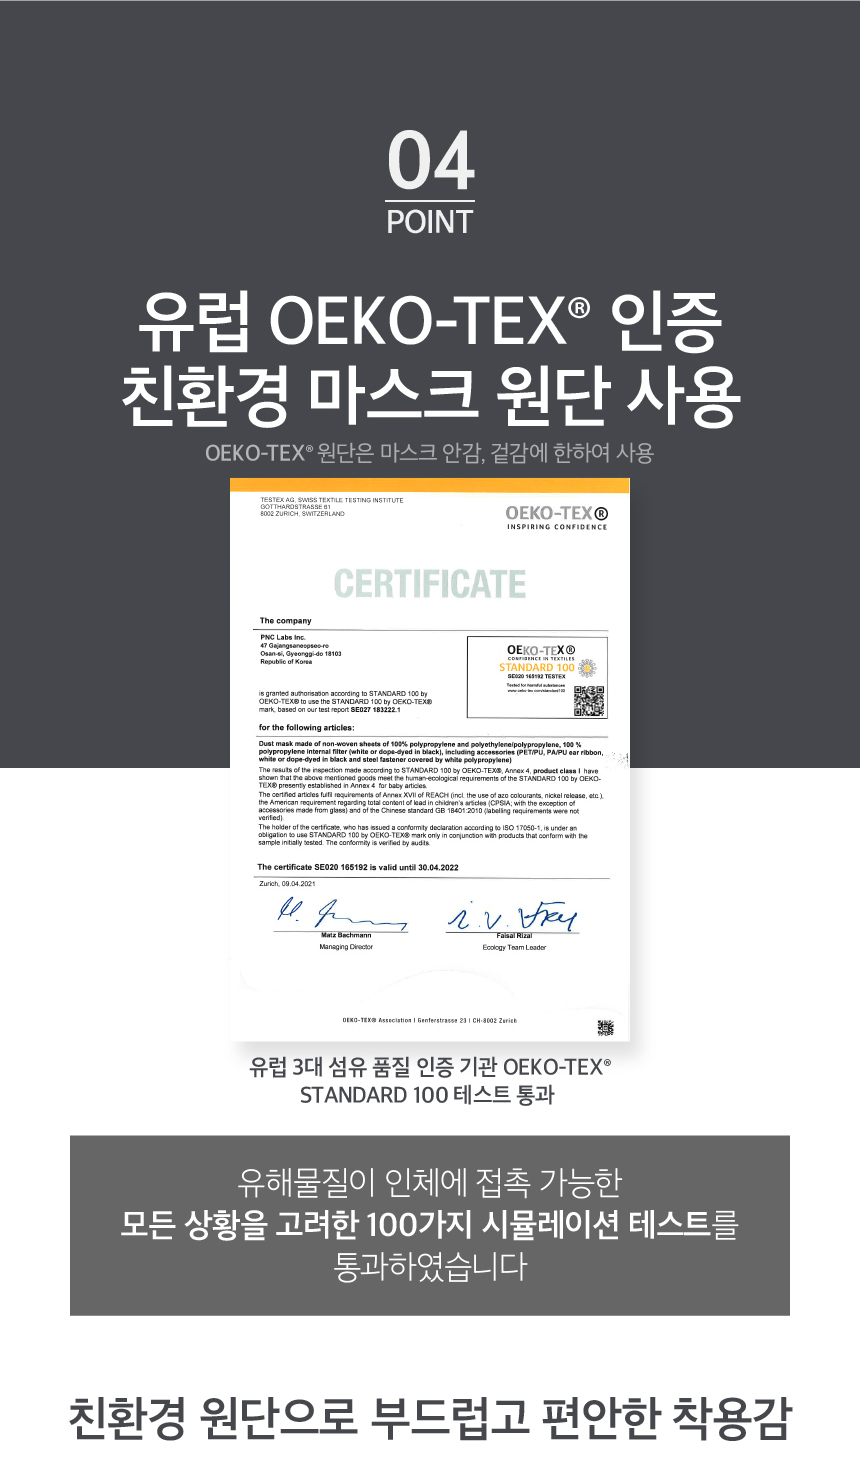 04
POINT
유럽 OEKO-TEX® 인증
친환경 마스크 원단 사용
OEKO-TEX® 원단은 마스크 안감, 겉감에 한하여 사용
TESTEX AG, SWISS TEXTILE TESTING INSTITUTE
GOTTHARDSTRASSE 61
8002 ZURICH, SWITZERLAND
OEKO-TEX®
INSPIRING CONFIDENCE
CERTIFICATE
The company
PNC Labs Inc.
47 Gajangsaneopseo-ro
Osan-si, Gyeonggi-do 18103
Republic of Korea
OEKO-TEX®
CONFIDENCE IN TEXTILES
STANDARD 100
SE020 165192 TESTEX
Tested for harmful substances
www.oeko-tex.com/standard100
is granted authorisation according to STANDARD 100 by
OEKO-TEX® to use the STANDARD 100 by OEKO-TEX®
mark, based on our test report SE027 183222.1
for the following articles:
Dust mask made of non-woven sheets of 100% polypropylene and polyethylene/polypropylene, 100 %
polypropylene internal filter (white or dope-dyed in black), including accessories (PET/PU, PA/PU ear ribbon,
white or dope-dyed in black and steel fastener covered by white polypropylene)
The results of the inspection made according to STANDARD 100 by OEKO-TEX®, Annex 4, product class I have
shown that the above mentioned goods meet the human-ecological requirements of the STANDARD 100 by OEKO-
TEX® presently established in Annex 4 for baby articles.
The certified articles fulfil requirements of Annex XVII of REACH (incl. the use of azo colourants, nickel release, etc.),
the American requirement regarding total content of lead in children's articles (CPSIA; with the exception of
accessories made from glass) and of the Chinese standard GB 18401:2010 (labelling requirements were not
verified).
The holder of the certificate, who has issued a conformity declaration according to ISO 17050-1, is under an
obligation to use STANDARD 100 by OEKO-TEX® mark only in conjunction with products that conform with the
sample initially tested. The conformity is verified by audits.
The certificate SE020 165192 is valid until 30.04.2022
Zurich, 09.04.2021
Matz Bachmann
Managing Director
Faisal Rizal
Ecology Team Leader
OEKO-TEX® Association | Genferstrasse 23 | CH-8002 Zurich
유럽 3대 섬유 품질 인증 기관 OEKO-TEX®
STANDARD 100 테스트 통과
유해물질이 인체에 접촉 가능한
모든 상황을 고려한 100가지 시뮬레이션 테스트를
통과하였습니다
친환경 원단으로 부드럽고 편안한 착용감